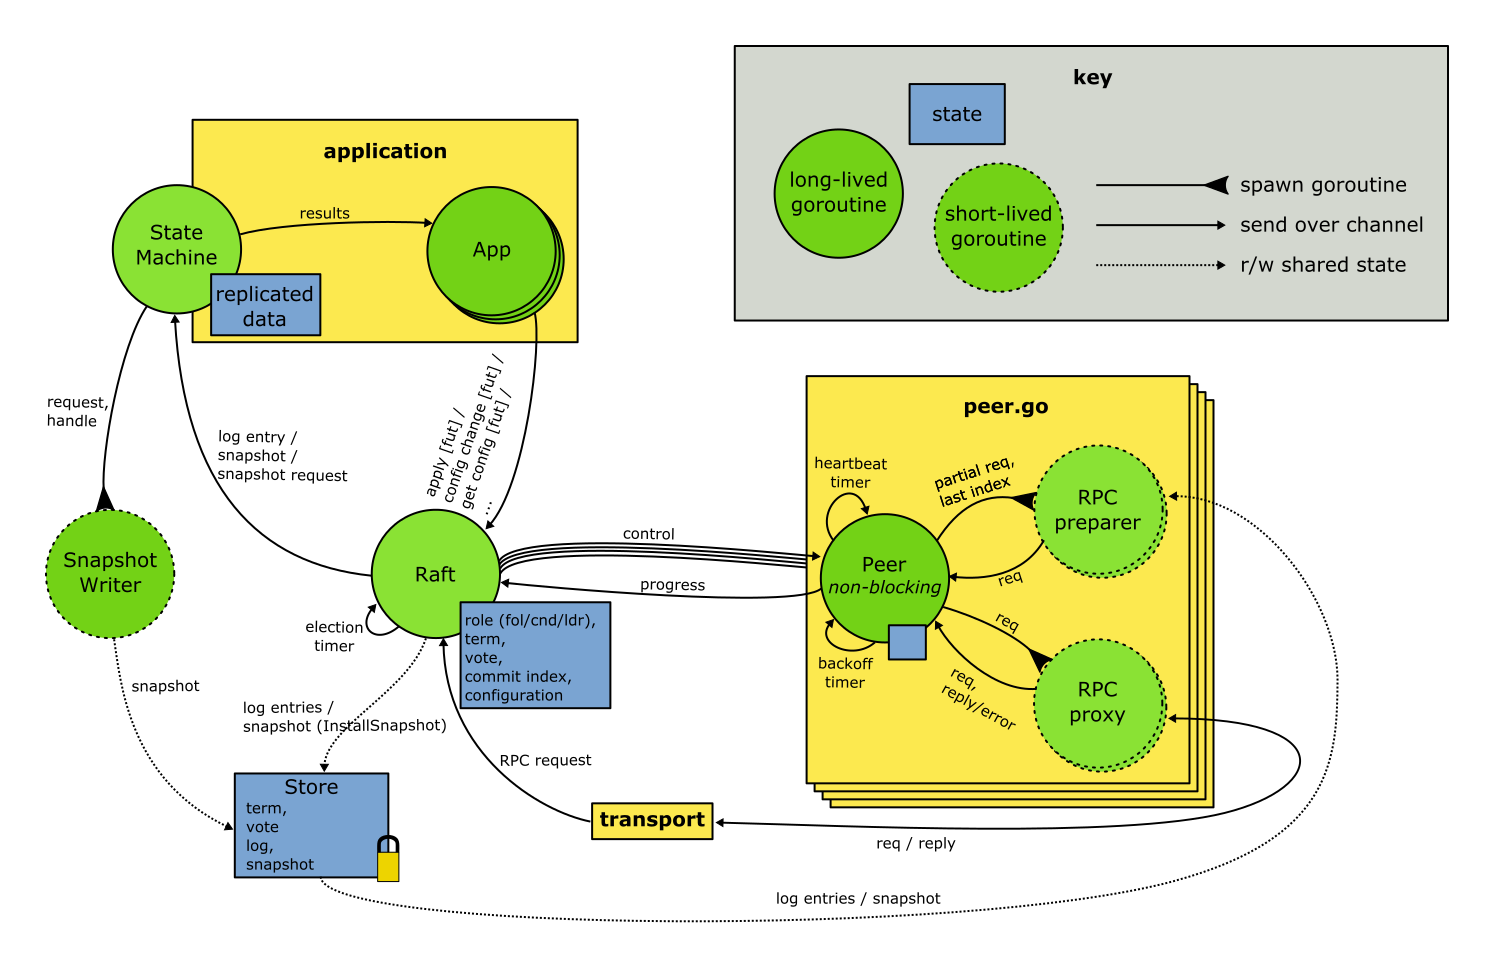 key
state
long-lived
goroutine
short-lived
goroutine
spawn goroutine
send over channel
r/w shared state
application
State
Machine
results
App
replicated
data
request,
handle
log entry /
snapshot /
snapshot request
apply [fut] /
config change [fut] /
get config [fut] /
...
Snapshot
Writer
Raft
election
timer
role (fol/cnd/ldr),
term,
vote,
commit index,
configuration
control
progress
peer.go
heartbeat
timer
partial req,
last index
RPC
preparer
Peer
non-blocking
req
req
backoff
timer
req,
reply/error
RPC
proxy
snapshot
log entries /
snapshot (InstallSnapshot)
RPC request
Store
term,
vote
log,
snapshot
transport
req / reply
log entries / snapshot